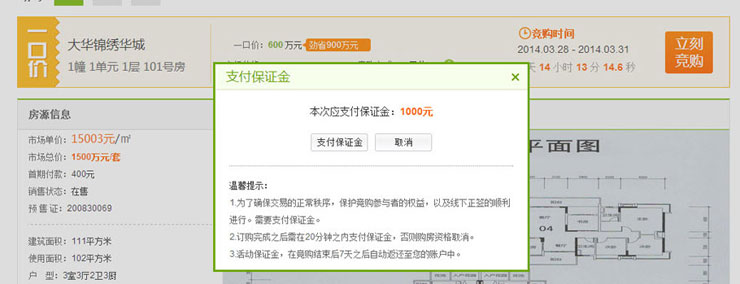 一口价
大华锦绣华城
1幢 1单元 1层 101号房
一口价：600 万元 劲省900万元
竞购时间
2014.03.28 - 2014.03.31
天 14 小时 13 分 14.6 秒
立刻竞购
支付保证金
本次应支付保证金：1000元
支付保证金 取消
温馨提示：
1.为了确保交易的正常秩序，保护竞购参与者的权益，以及线下正签的顺利
进行。需要支付保证金。
2.订购完成之后需在20分钟之内支付保证金，否则购房资格取消。
3.活动保证金，在竞购结束后7天之后自动返还至您的账户中。
房源信息
市场单价：15003元/㎡
市场总价：1500万元/套
首期付款：400元
销售状态：在售
预 售 证：200830069
建筑面积：111平方米
使用面积：102平方米
户 型：3室3厅2卫3厨
平面图
04